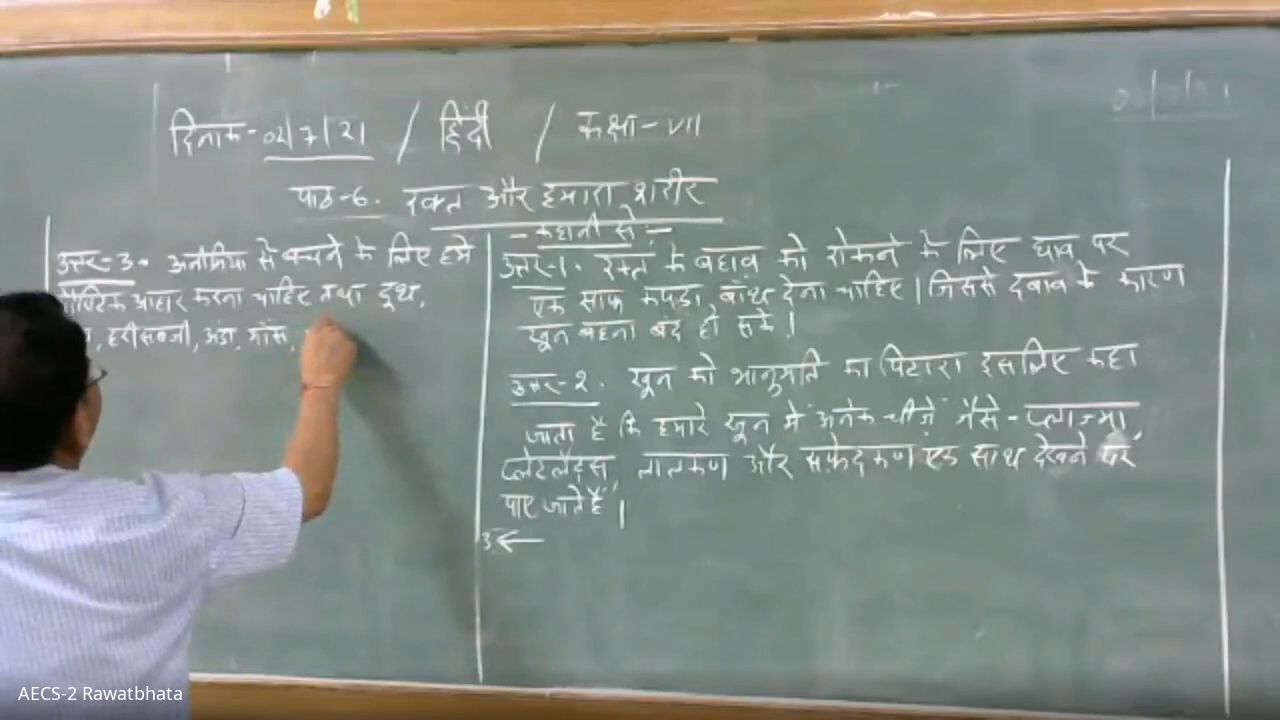 दिनांक-02/7/21 / हिंदी / कक्षा-VII
पाठ-6. रक्त और हमारा शरीर
- कहानी से :-
उत्तर-1. रक्त के बहाव को रोकने के लिए घाव पर
एक साफ कपड़ा बांध देना चाहिए। जिससे दबाव के कारण
खून बहना बंद हो सके।
उत्तर-2. खून को भानुमति का पिटारा इसलिए कहा
जाता है कि हमारे खून में अनेक चीजें जैसे-प्लाज्मा,
प्लेटलेट्स, लालकण और सफेदकण एक साथ देखने पर
पाए जाते हैं।
3 ←
उत्तर-3. अनीमिया से बचने के लिए हमें
पौष्टिक आहार करना चाहिए तथा दूध,
, हरीसब्जी, अंडा, माँस,
AECS-2 Rawatbhata